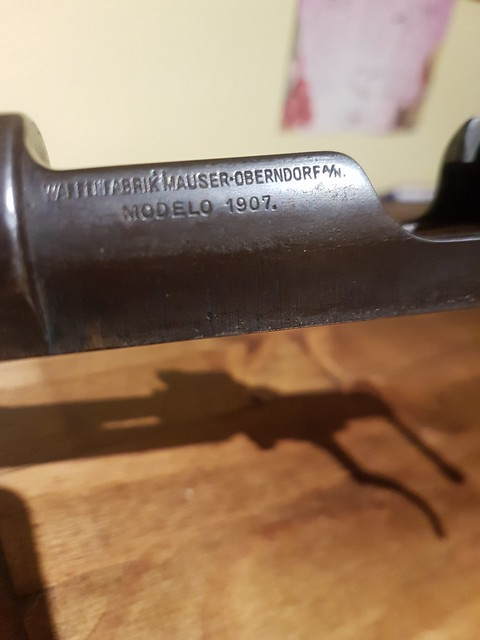 WAFFENFABRIK MAUSER-OBERNDORF A/N.
MODELO 1907.